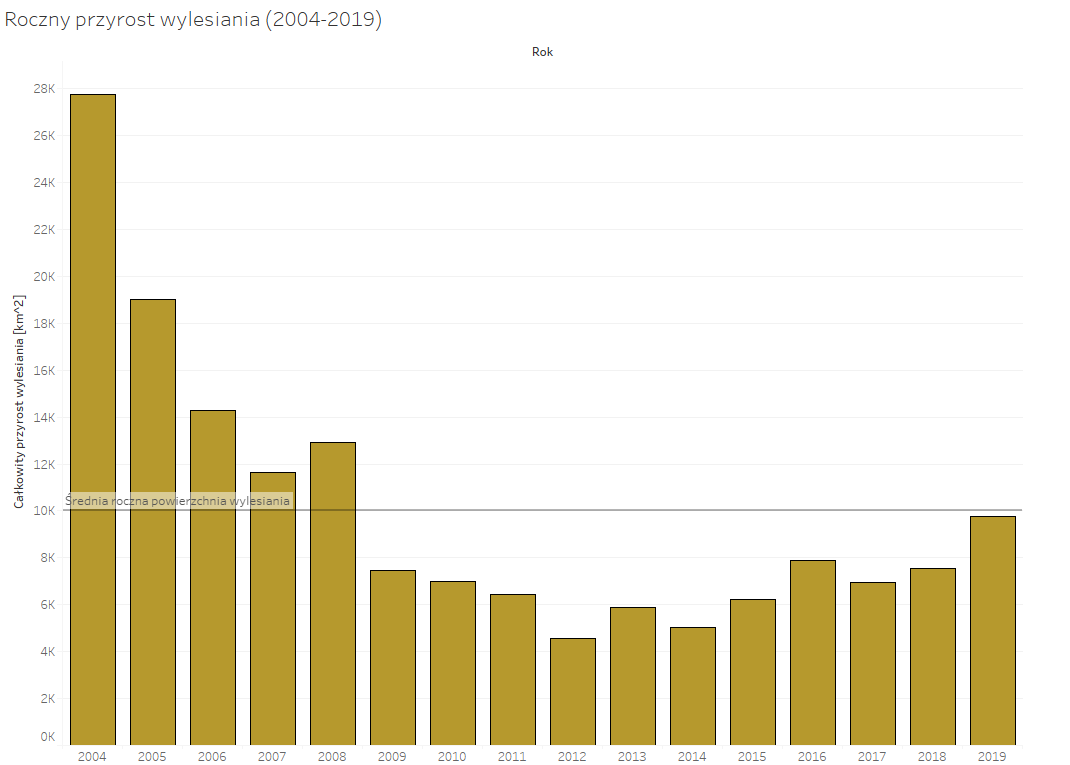 Roczny przyrost wylesiania (2004-2019)
Rok
Całkowity przyrost wylesiania [km^2]
28K
26K
24K
22K
20K
18K
16K
14K
12K
Średnia roczna powierzchnia wylesiania
10K
8K
6K
4K
2K
0K
2004 2005 2006 2007 2008 2009 2010 2011 2012 2013 2014 2015 2016 2017 2018 2019